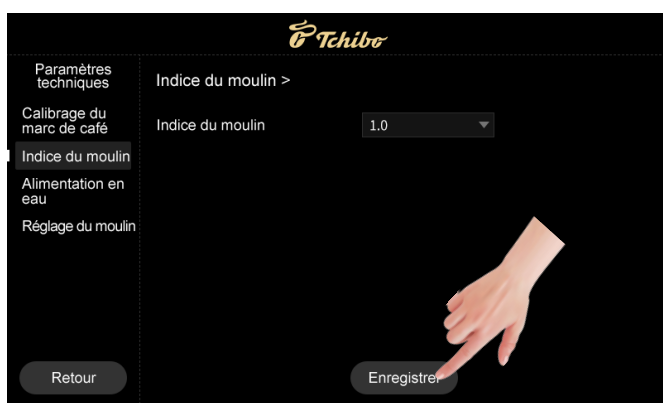 Tchibo
Paramètres
techniques
Indice du moulin >
Calibrage du
marc de café
Indice du moulin
1.0
Indice du moulin
Alimentation en
eau
Réglage du moulin
Retour
Enregistrer